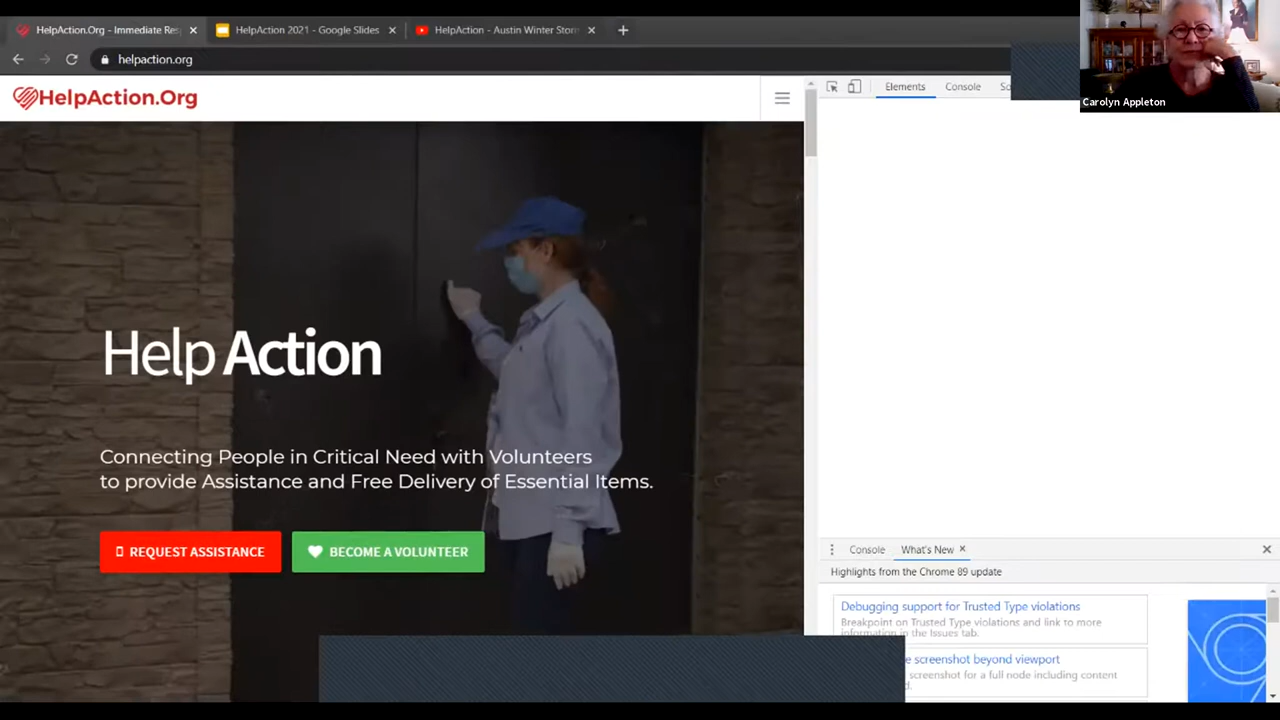 HelpAction.Org - Immediate Res
HelpAction 2021 - Google Slides
HelpAction - Austin Winter Storm
helpaction.org
HelpAction.Org
Elements
Console
Carolyn Appleton
Help Action
Connecting People in Critical Need with Volunteers
to provide Assistance and Free Delivery of Essential Items.
REQUEST ASSISTANCE
BECOME A VOLUNTEER
Console
What's New
Highlights from the Chrome 89 update
Debugging support for Trusted Type violations
Breakpoint on Trusted Type violations and link to more
information in the Issues tab.
screenshot beyond viewport
screenshot for a full node including content